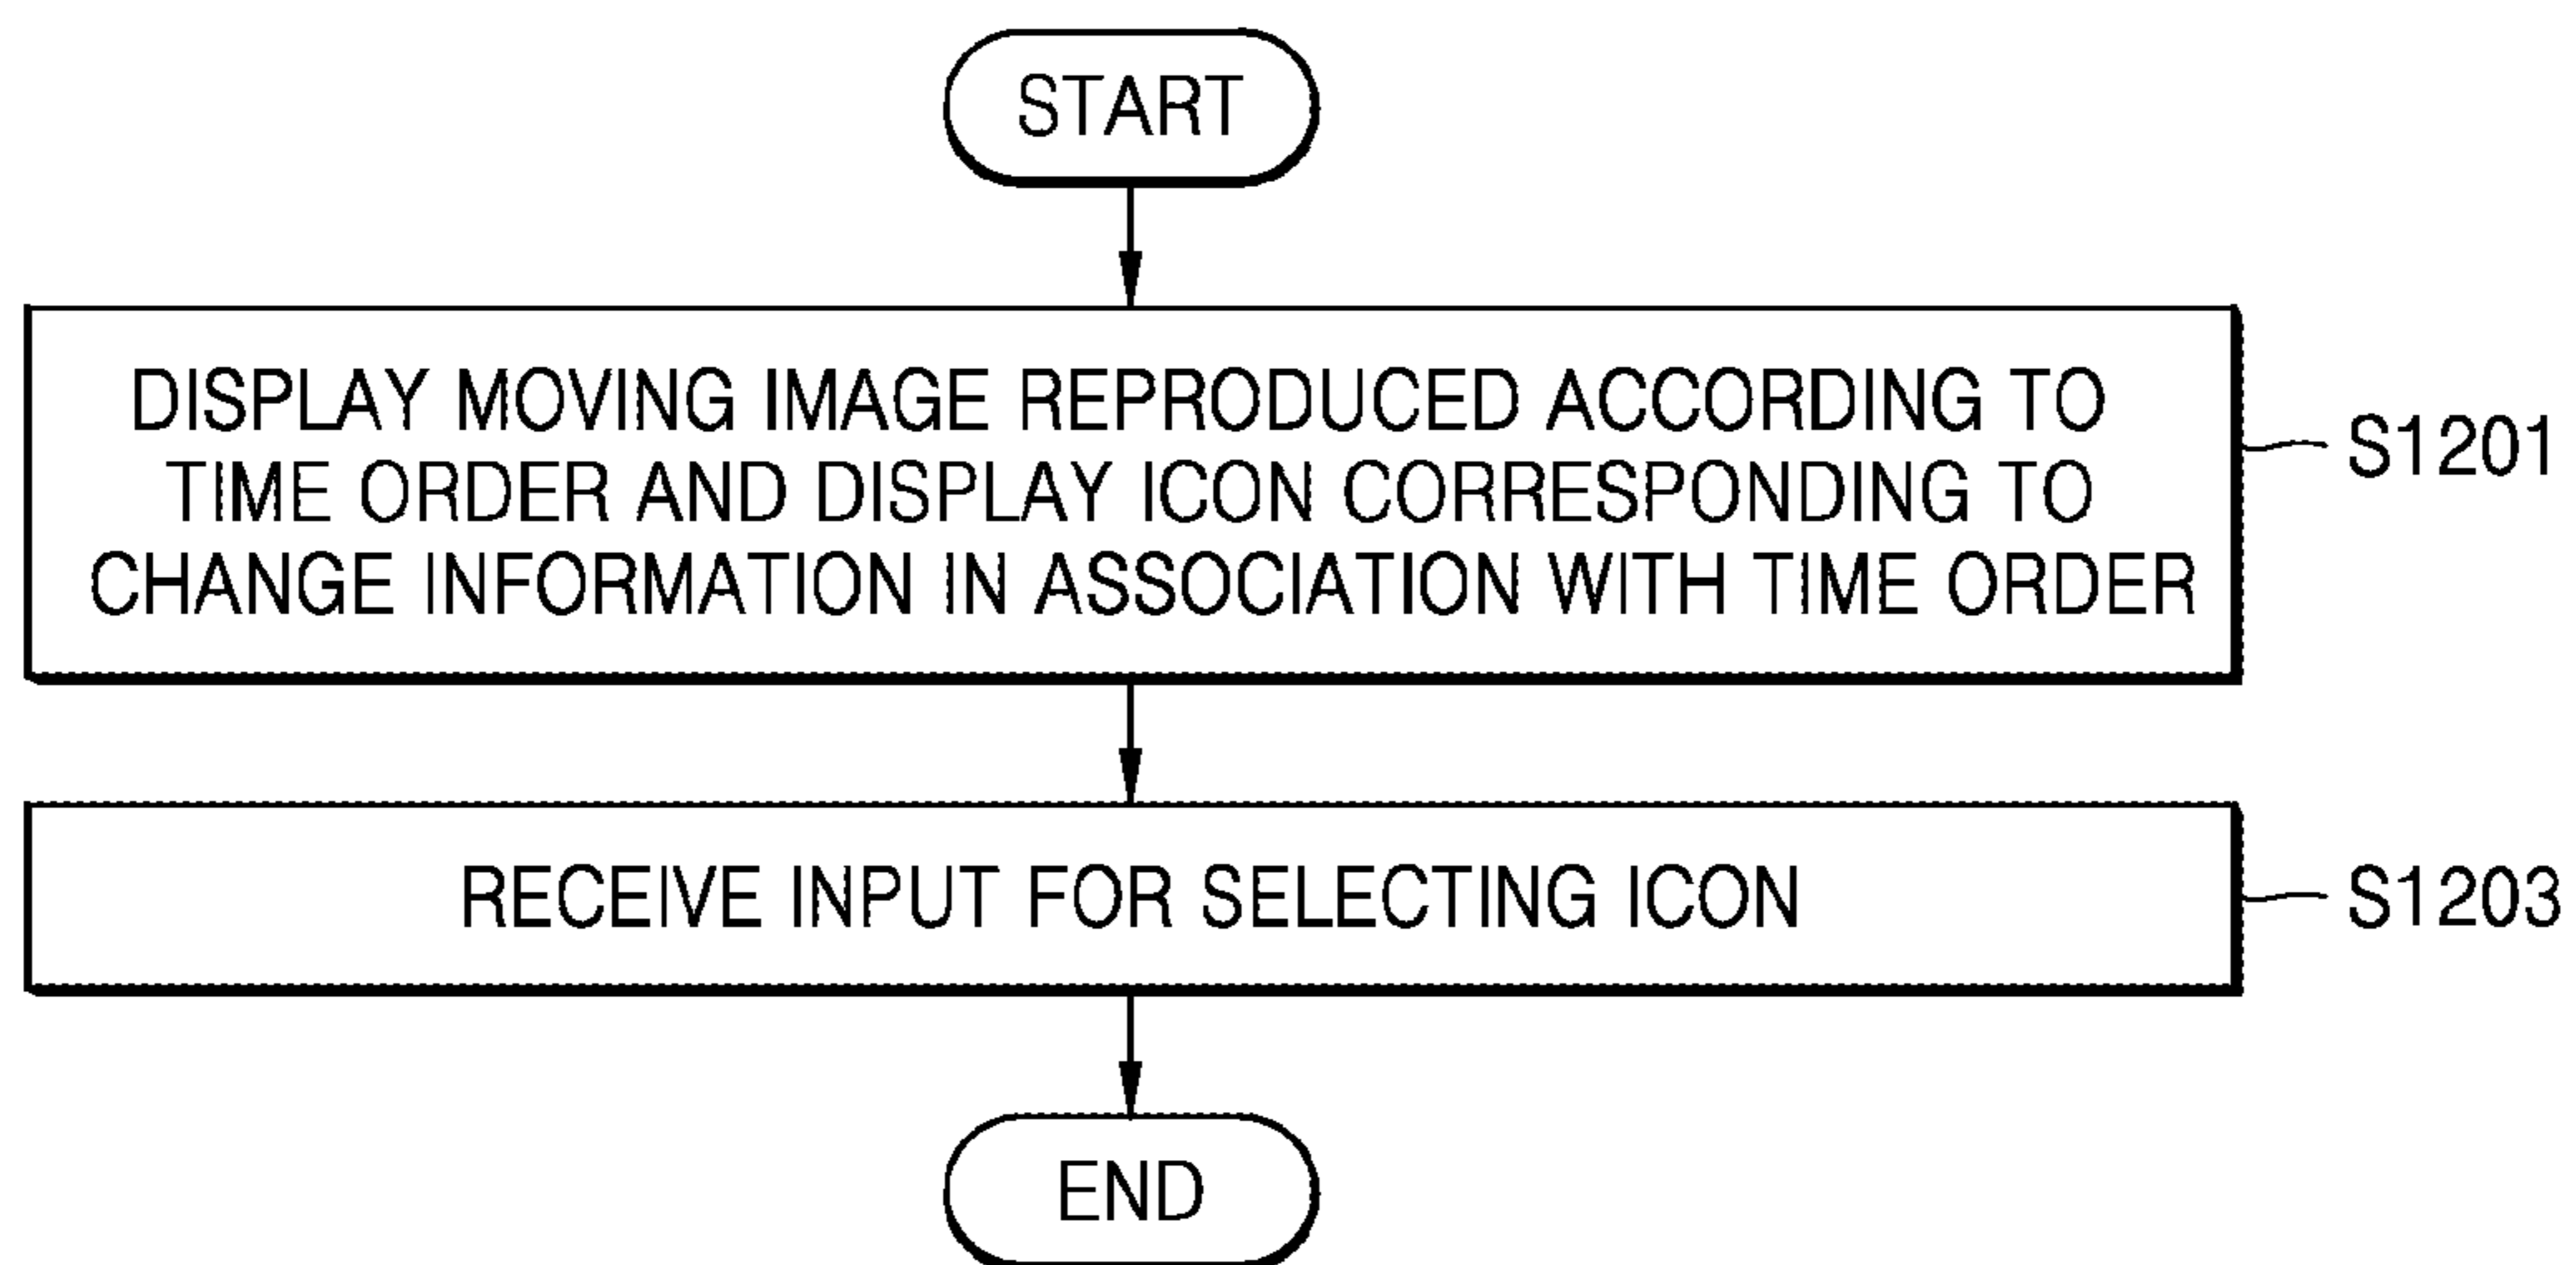 START
DISPLAY MOVING IMAGE REPRODUCED ACCORDING TO
TIME ORDER AND DISPLAY ICON CORRESPONDING TO
CHANGE INFORMATION IN ASSOCIATION WITH TIME ORDER
S1201
RECEIVE INPUT FOR SELECTING ICON
S1203
END